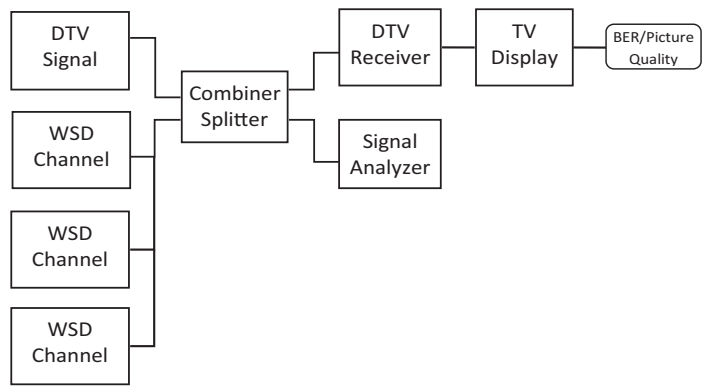 DTV
Signal
WSD
Channel
WSD
Channel
WSD
Channel
Combiner
Splitter
DTV
Receiver
Signal
Analyzer
TV
Display
BER/Picture
Quality